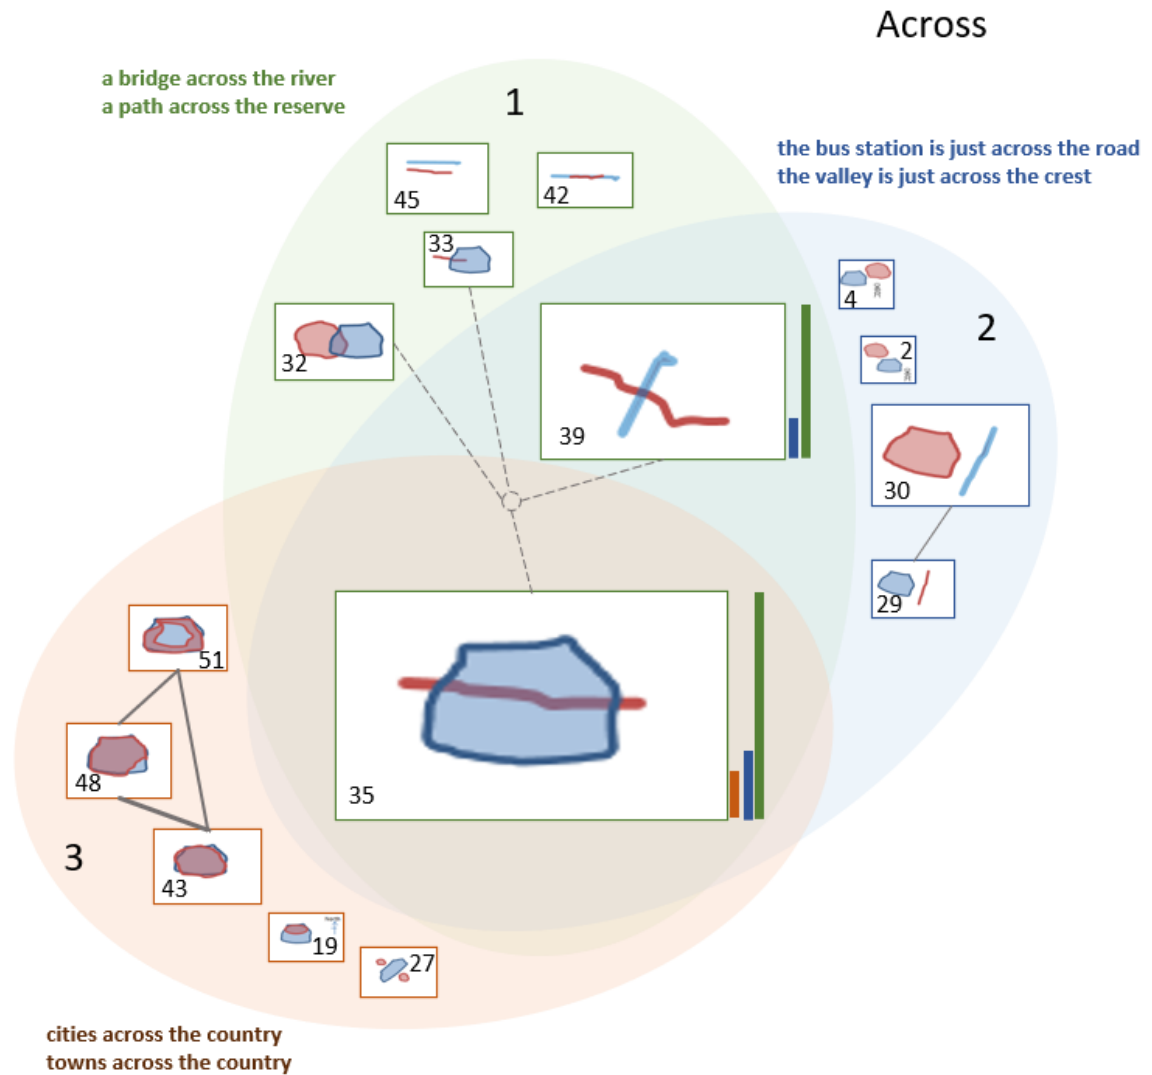 Across
a bridge across the river
a path across the reserve
1
the bus station is just across the road
the valley is just across the crest
45
42
33
4
2
2
32
39
30
29
51
48
35
3
43
19
27
cities across the country
towns across the country